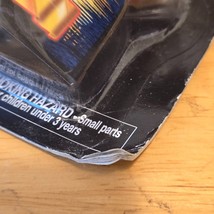 OKING HAZARD - Small parts
children under 3 years